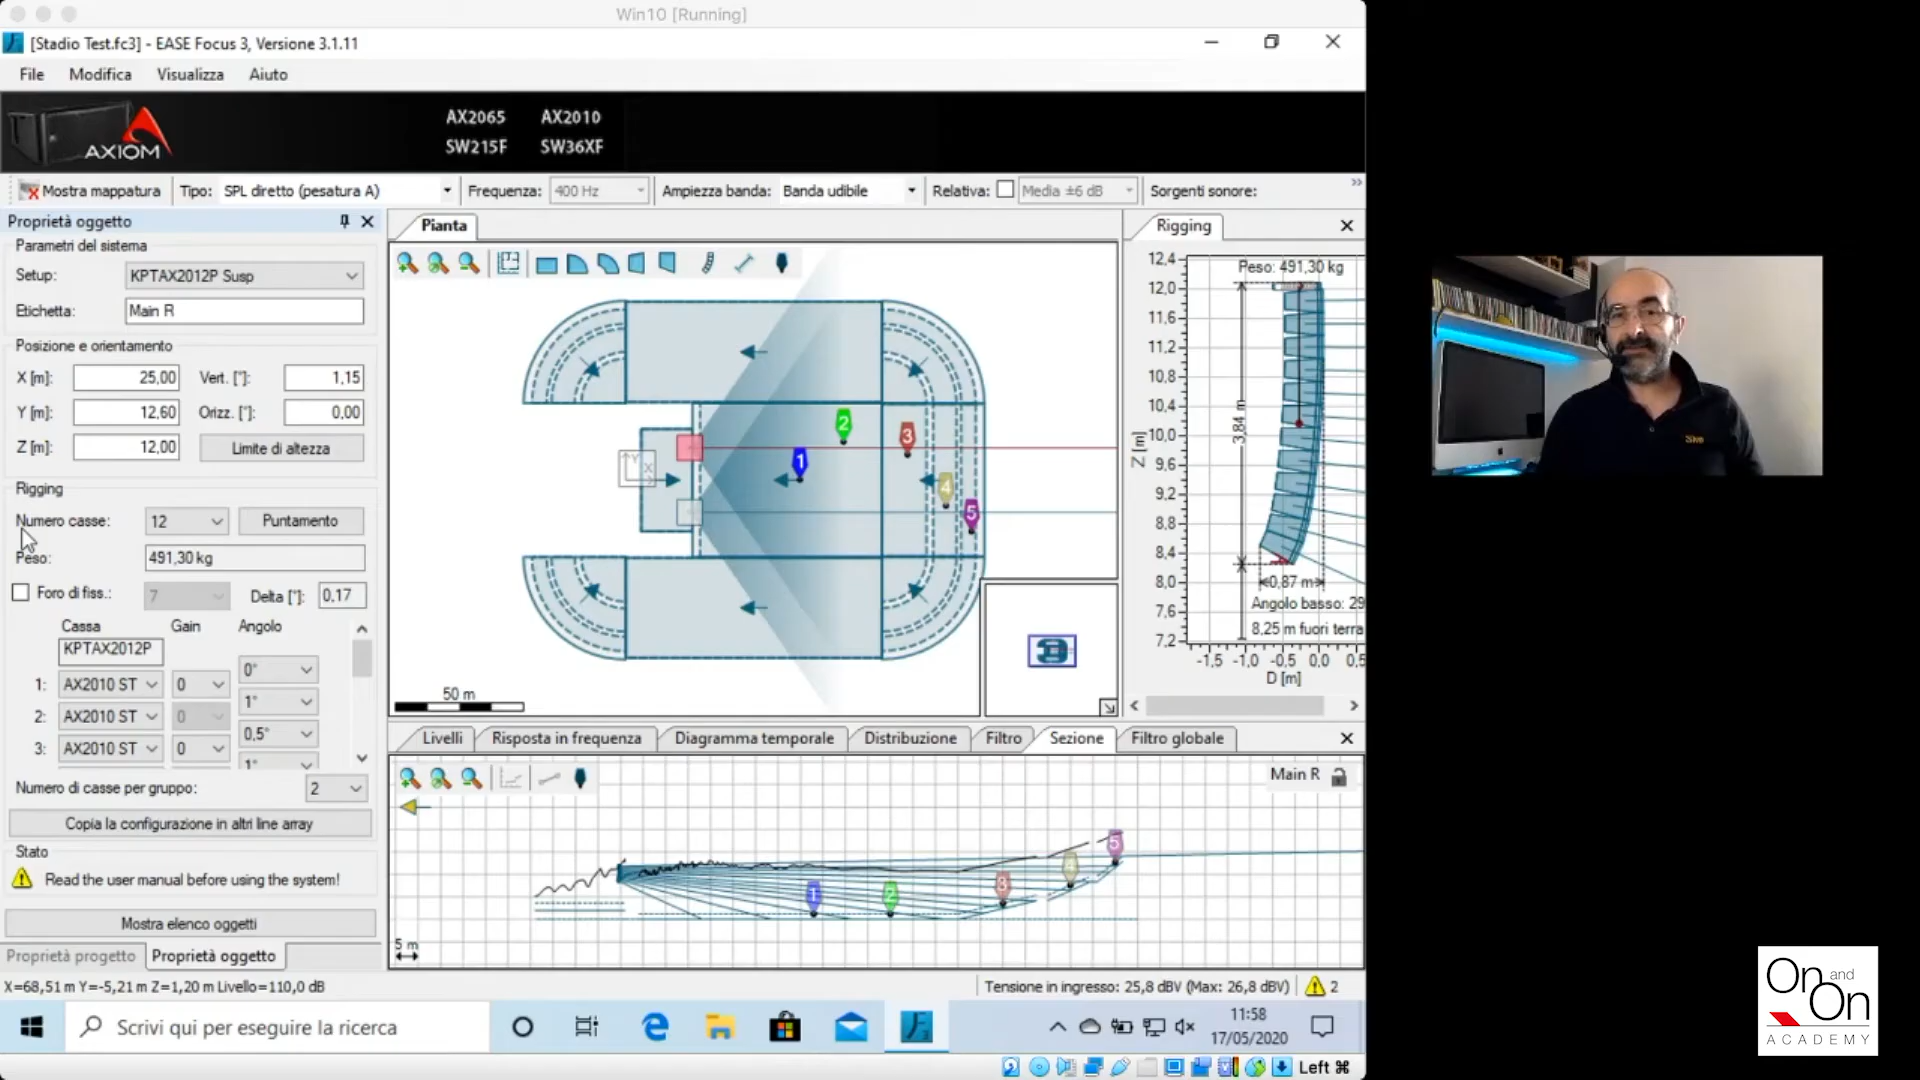 Win10 [Running]
[Stadio Test.fc3] - EASE Focus 3, Versione 3.1.11
File Modifica Visualizza Aiuto
AXIOM
AX2065 AX2010
SW215F SW36XF
Mostra mappatura Tipo: SPL diretto (pesatura A) Frequenza: 400 Hz Ampiezza banda: Banda udibile Relativa: Media ±6 dB Sorgenti sonore:
Proprietà oggetto
Parametri del sistema
Setup: KPTAX2012P Susp
Etichetta: Main R
Posizione e orientamento
X [m]: 25,00 Vert. [°]: 1,15
Y [m]: 12,60 Orizz. [°]: 0,00
Z [m]: 12,00 Limite di altezza
Rigging
Numero casse: 12 Puntamento
Peso: 491,30 kg
Foro di fiss.: 7 Delta [°]: 0,17
Cassa Gain Angolo
KPTAX2012P
0°
1: AX2010 ST 0
1°
2: AX2010 ST 0
0,5°
3: AX2010 ST 0
1°
Numero di casse per gruppo: 2
Copia la configurazione in altri line array
Stato
Read the user manual before using the system!
Mostra elenco oggetti
Proprietà progetto Proprietà oggetto
Pianta
Y X
1
2
3
4
5
50 m
Rigging
Peso: 491,30 kg
12,4
12,0
11,6
11,2
10,8
10,4
10,0
9,6
9,2
8,8
8,4
8,0
7,6
7,2
Z [m]
3,84 m
0,87 m
Angolo basso: 29
8,25 m fuori terra
-1,5 -1,0 -0,5 0,0 0,5
D [m]
Livelli Risposta in frequenza Diagramma temporale Distribuzione Filtro Sezione Filtro globale
Main R
1 2 3 4 5
5 m
X=68,51 m Y=-5,21 m Z=1,20 m Livello=110,0 dB
Tensione in ingresso: 25,8 dBV (Max: 26,8 dBV) 2
Scrivi qui per eseguire la ricerca
11:58
17/05/2020
Left ⌘
On and
On
ACADEMY